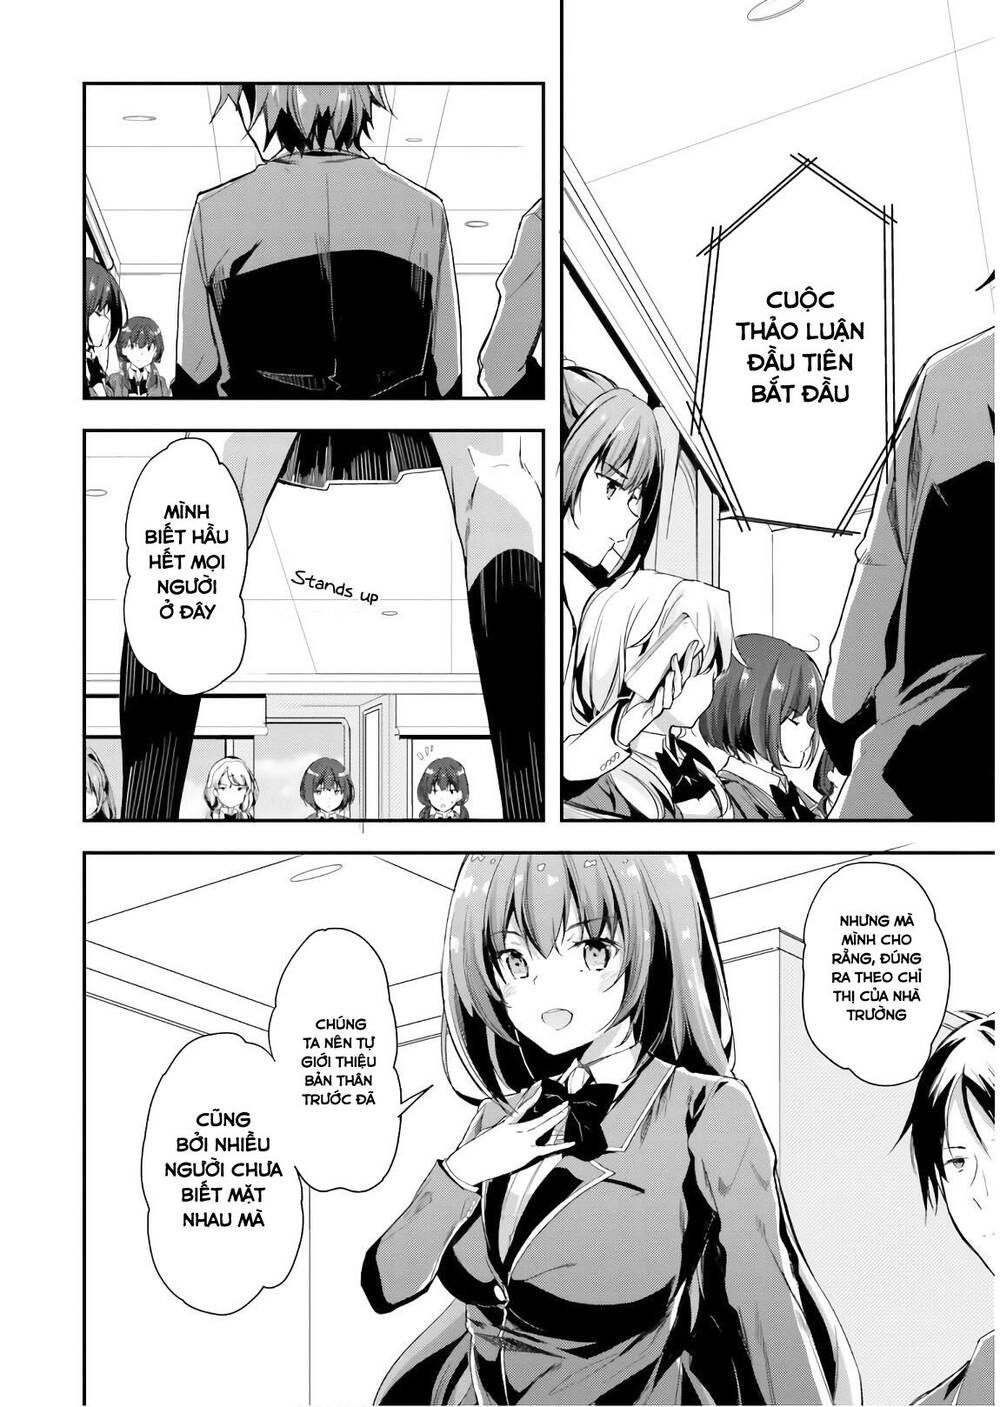 CUỘC
THẢO LUẬN
ĐẦU TIÊN
BẮT ĐẦU
MÌNH
BIẾT HẦU
HẾT MỌI
NGƯỜI
Ở ĐÂY
Stands up
NHƯNG MÀ
MÌNH CHO
RẰNG, ĐÚNG
RA THEO CHỈ
THỊ CỦA NHÀ
TRƯỜNG
CHÚNG
TA NÊN TỰ
GIỚI THIỆU
BẢN THÂN
TRƯỚC ĐÃ
CŨNG
BỞI NHIỀU
NGƯỜI CHƯA
BIẾT MẶT
NHAU MÀ